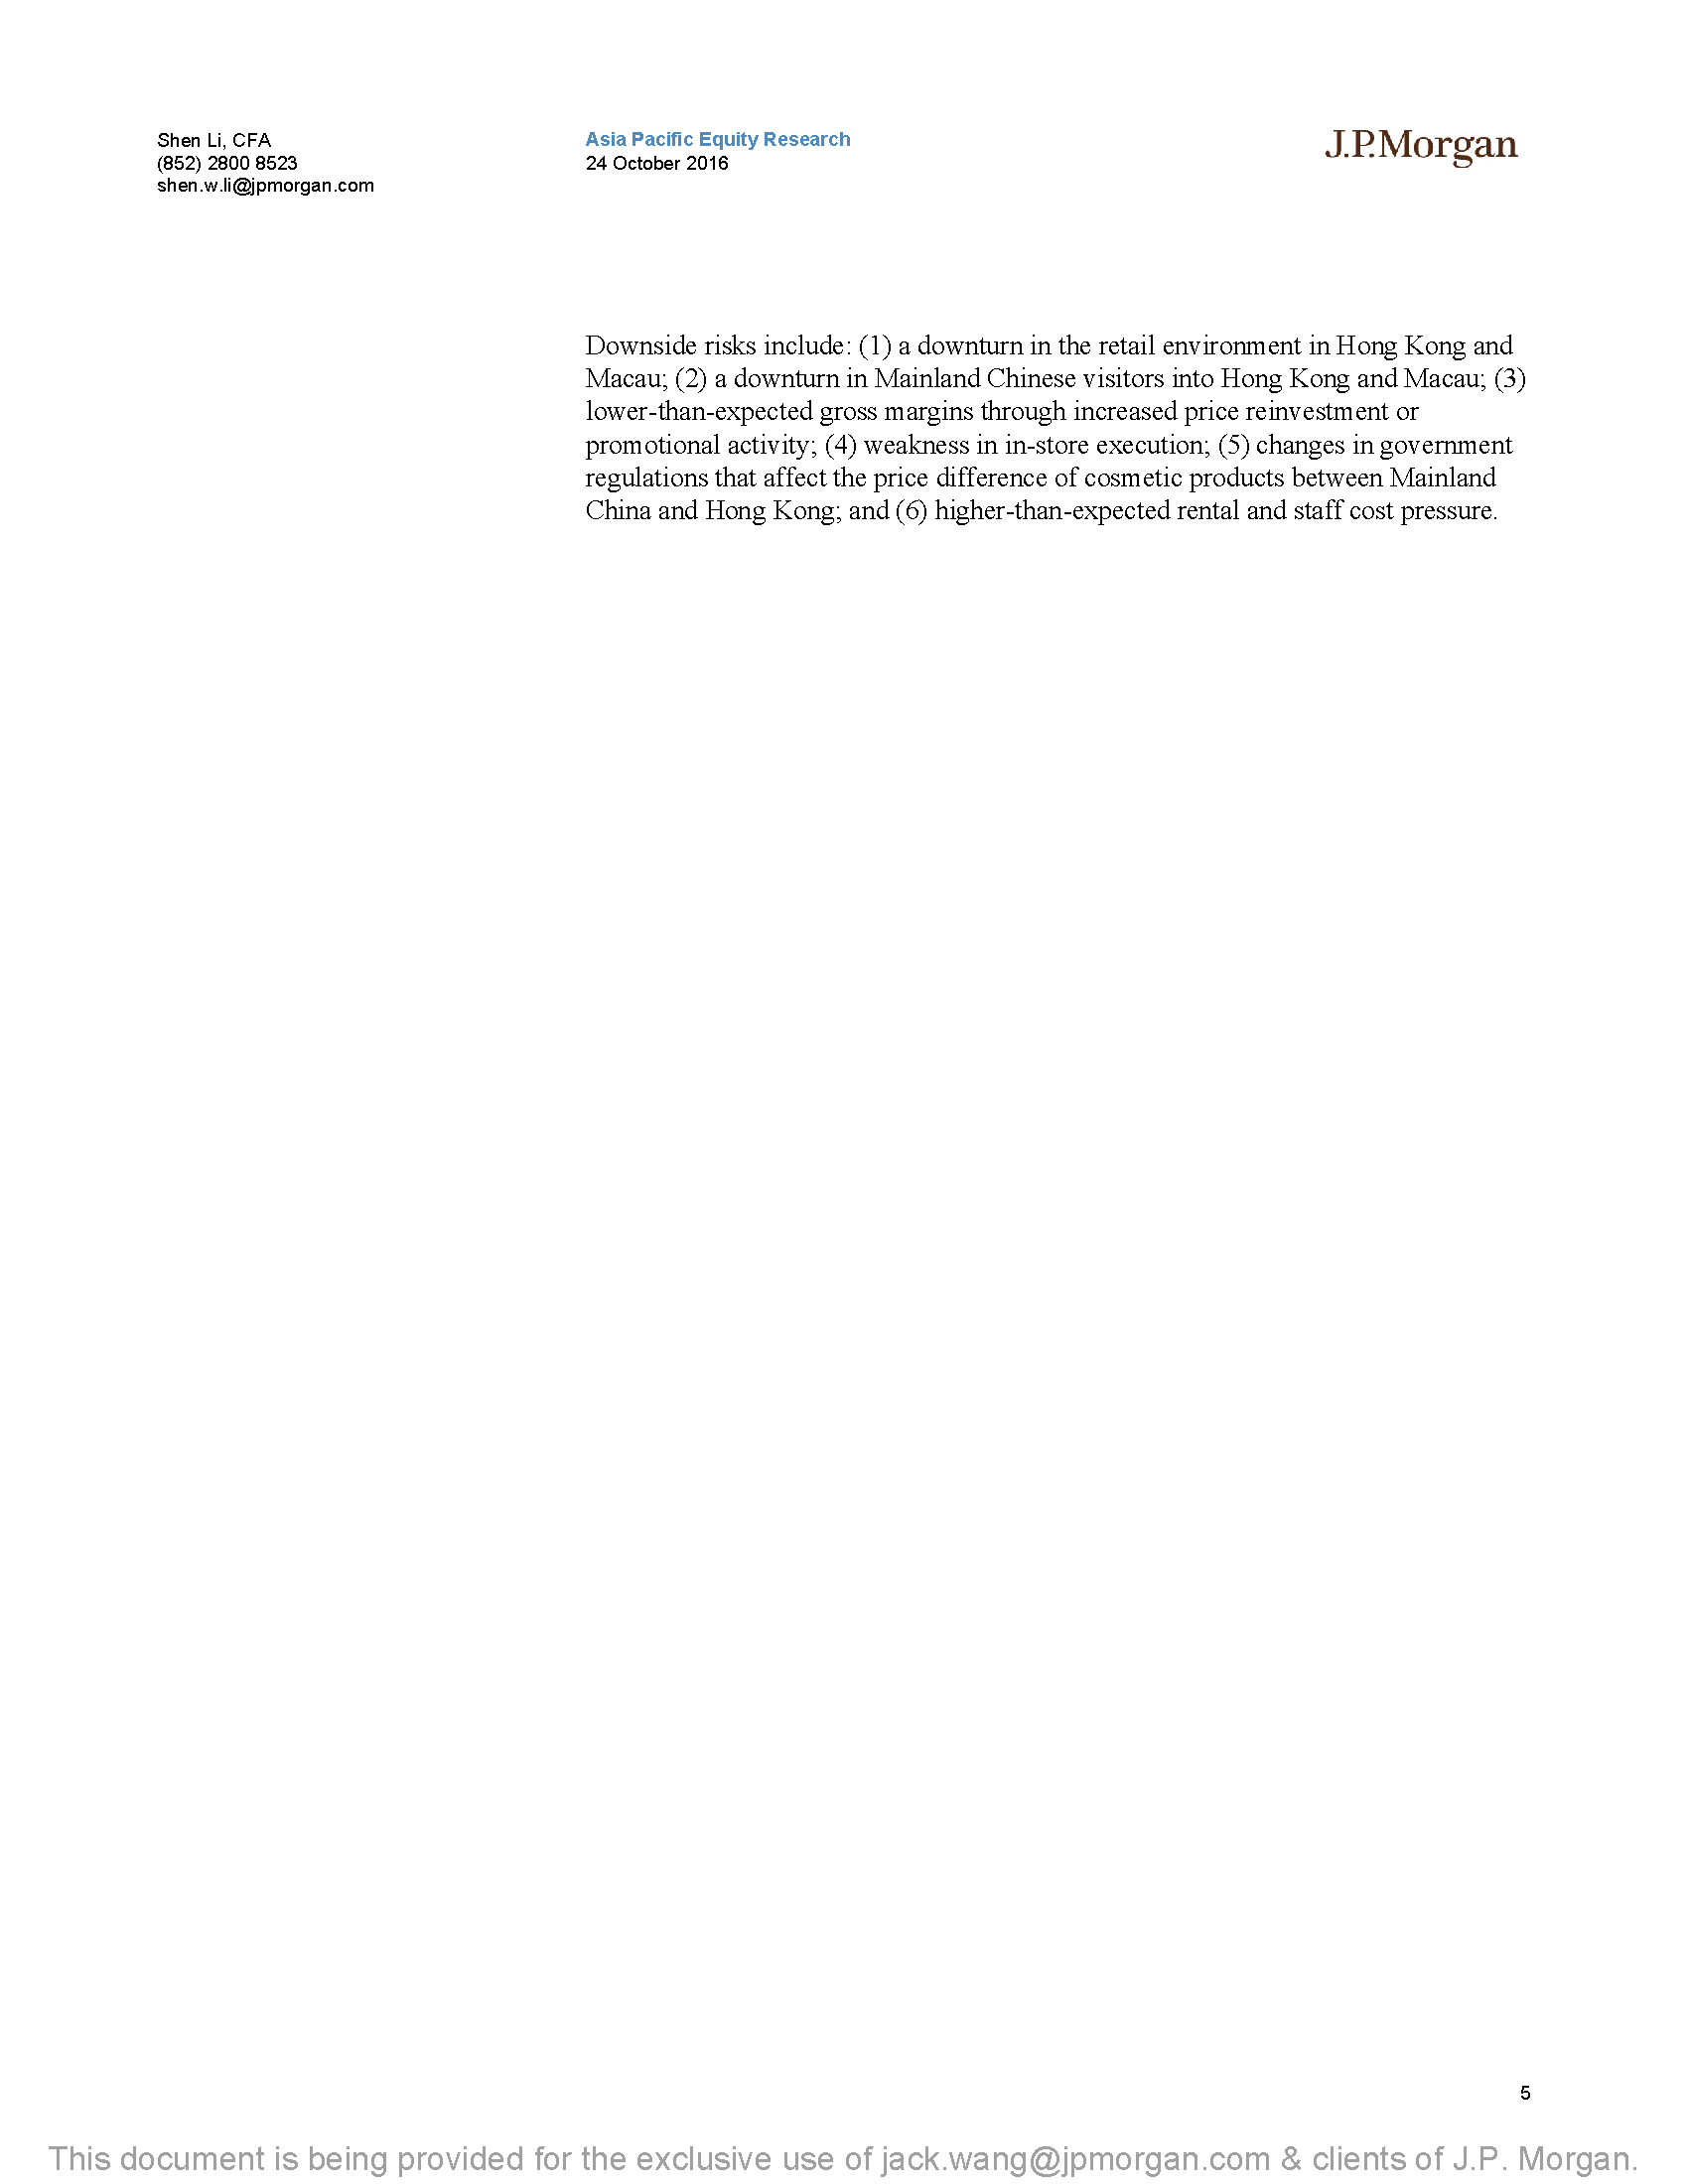 Shen Li, CFA
(852) 2800 8523
shen.w.li@jpmorgan.com
Asia Pacific Equity Research
24 October 2016
J.P.Morgan
Downside risks include: (1) a downturn in the retail environment in Hong Kong and
Macau; (2) a downturn in Mainland Chinese visitors into Hong Kong and Macau; (3)
lower-than-expected gross margins through increased price reinvestment or
promotional activity; (4) weakness in in-store execution; (5) changes in government
regulations that affect the price difference of cosmetic products between Mainland
China and Hong Kong; and (6) higher-than-expected rental and staff cost pressure.
5
This document is being provided for the exclusive use of jack.wang@jpmorgan.com & clients of J.P. Morgan.